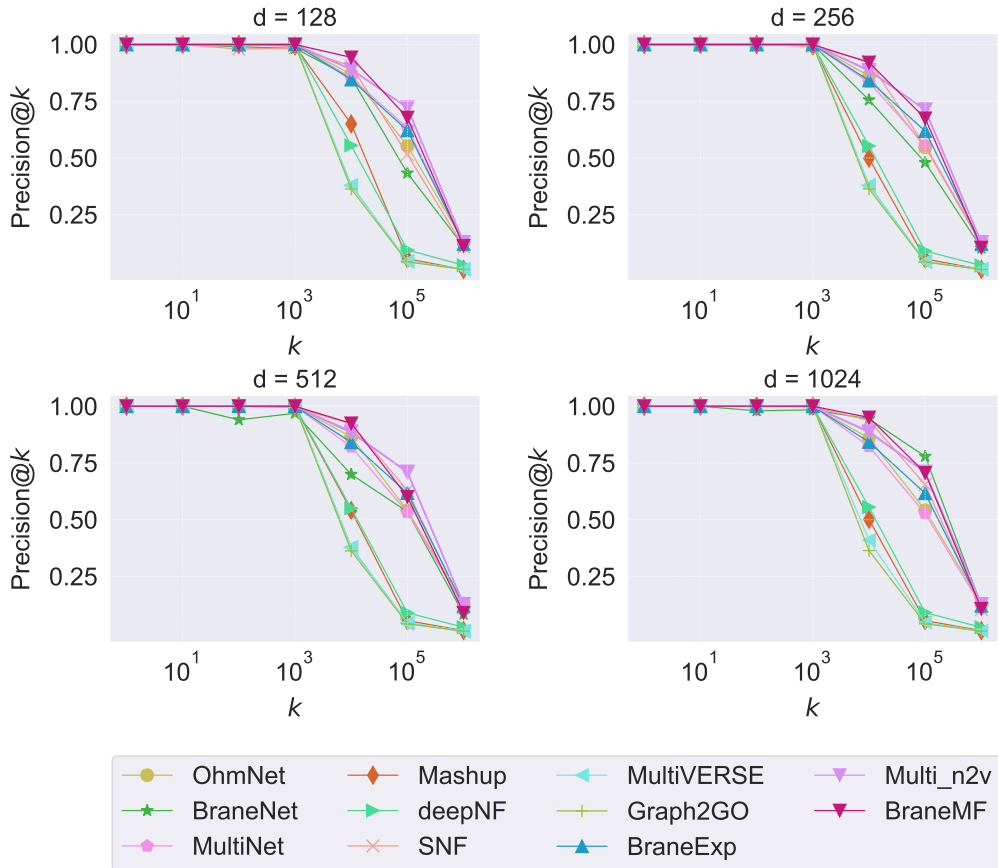 d = 128
d = 256
1.00
0.75
0.50
0.25
Precision@k
10^1
10^3
10^5
k
1.00
0.75
0.50
0.25
Precision@k
10^1
10^3
10^5
k
d = 512
d = 1024
1.00
0.75
0.50
0.25
Precision@k
10^1
10^3
10^5
k
1.00
0.75
0.50
0.25
Precision@k
10^1
10^3
10^5
k
OhmNet
BraneNet
MultiNet
Mashup
deepNF
SNF
MultiVERSE
Graph2GO
BraneExp
Multi_n2v
BraneMF